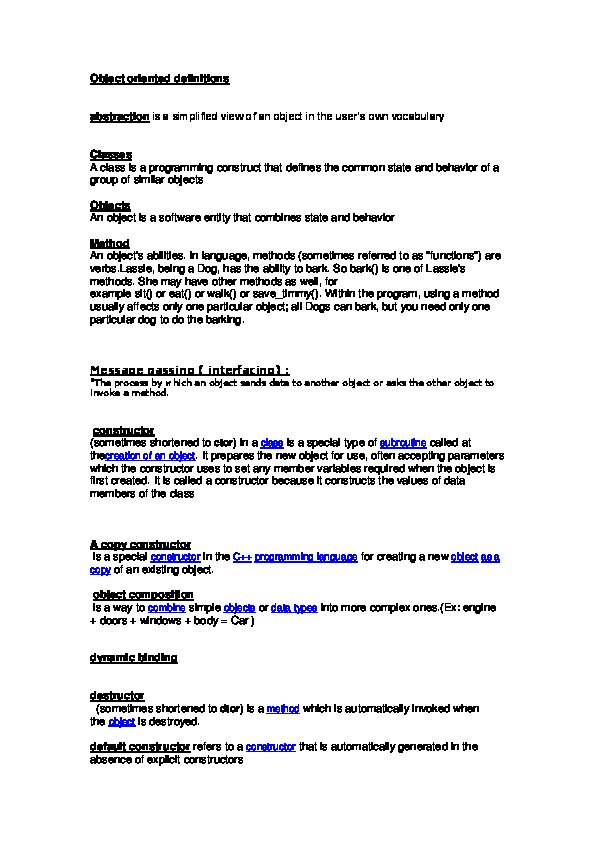 Object oriented definitions
abstraction is a simplified view of an object in the user's own vocabulary
Classes
A class is a programming construct that defines the common state and behavior of a
group of similar objects
Objects
An object is a software entity that combines state and behavior
Method
An object's abilities. In language, methods (sometimes referred to as "functions") are
verbs.Lassie, being a Dog, has the ability to bark. So bark() is one of Lassie's
methods. She may have other methods as well, for
example sit() or eat() or walk() or save_timmy(). Within the program, using a method
usually affects only one particular object; all Dogs can bark, but you need only one
particular dog to do the barking.
Message passing ( interfacing) :
"The process by which an object sends data to another object or asks the other object to
invoke a method.
constructor
(sometimes shortened to ctor) in a class is a special type of subroutine called at
thecreation of an object. It prepares the new object for use, often accepting parameters
which the constructor uses to set any member variables required when the object is
first created. It is called a constructor because it constructs the values of data
members of the class
A copy constructor
is a special constructor in the C++ programming language for creating a new object as a
copy of an existing object.
object composition
is a way to combine simple objects or data types into more complex ones.(Ex: engine
+ doors + windows + body = Car )
dynamic binding
destructor
(sometimes shortened to dtor) is a method which is automatically invoked when
the object is destroyed.
default constructor refers to a constructor that is automatically generated in the
absence of explicit constructors